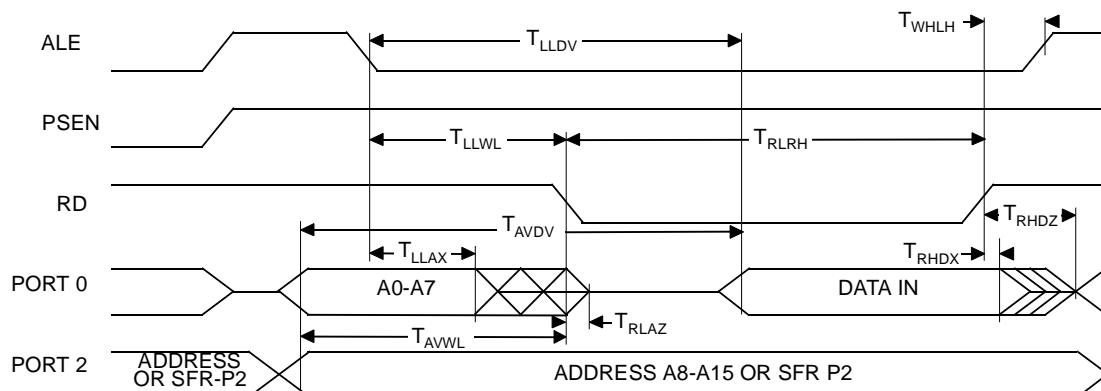 T_WHLH
ALE
T_LLDV
PSEN
T_LLWL
T_RLRH
RD
T_RHDZ
T_AVDV
T_LLAX
T_RHDX
PORT 0
A0-A7
DATA IN
T_RLAZ
T_AVWL
PORT 2
ADDRESS
OR SFR-P2
ADDRESS A8-A15 OR SFR P2